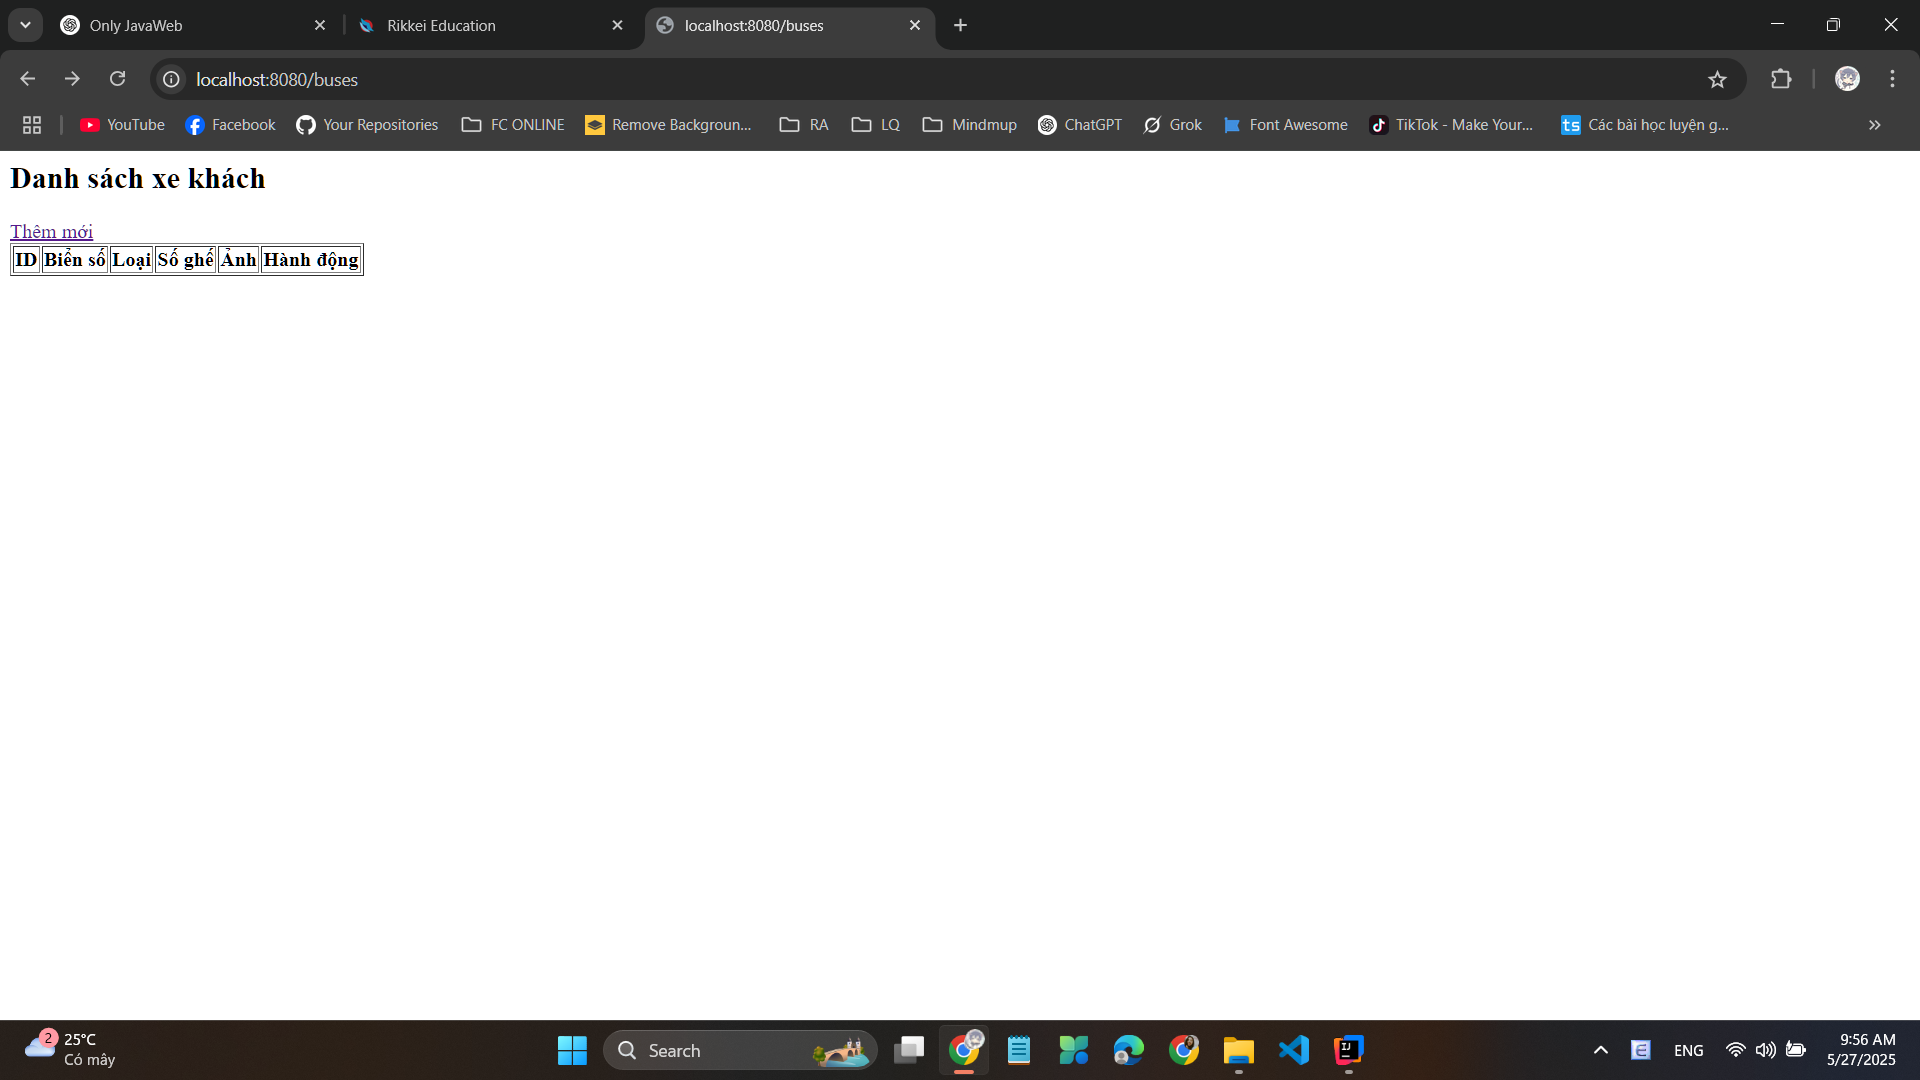 Only JavaWeb
Rikkei Education
localhost:8080/buses
localhost:8080/buses
YouTube
Facebook
Your Repositories
FC ONLINE
Remove Backgroun...
RA
LQ
Mindmup
ChatGPT
Grok
Font Awesome
TikTok - Make Your...
ts
Các bài học luyện g...
Danh sách xe khách
Thêm mới
ID Biển số Loại Số ghế Ảnh Hành động
2
25°C
Có mây
Search
IJ
E
ENG
9:56 AM
5/27/2025